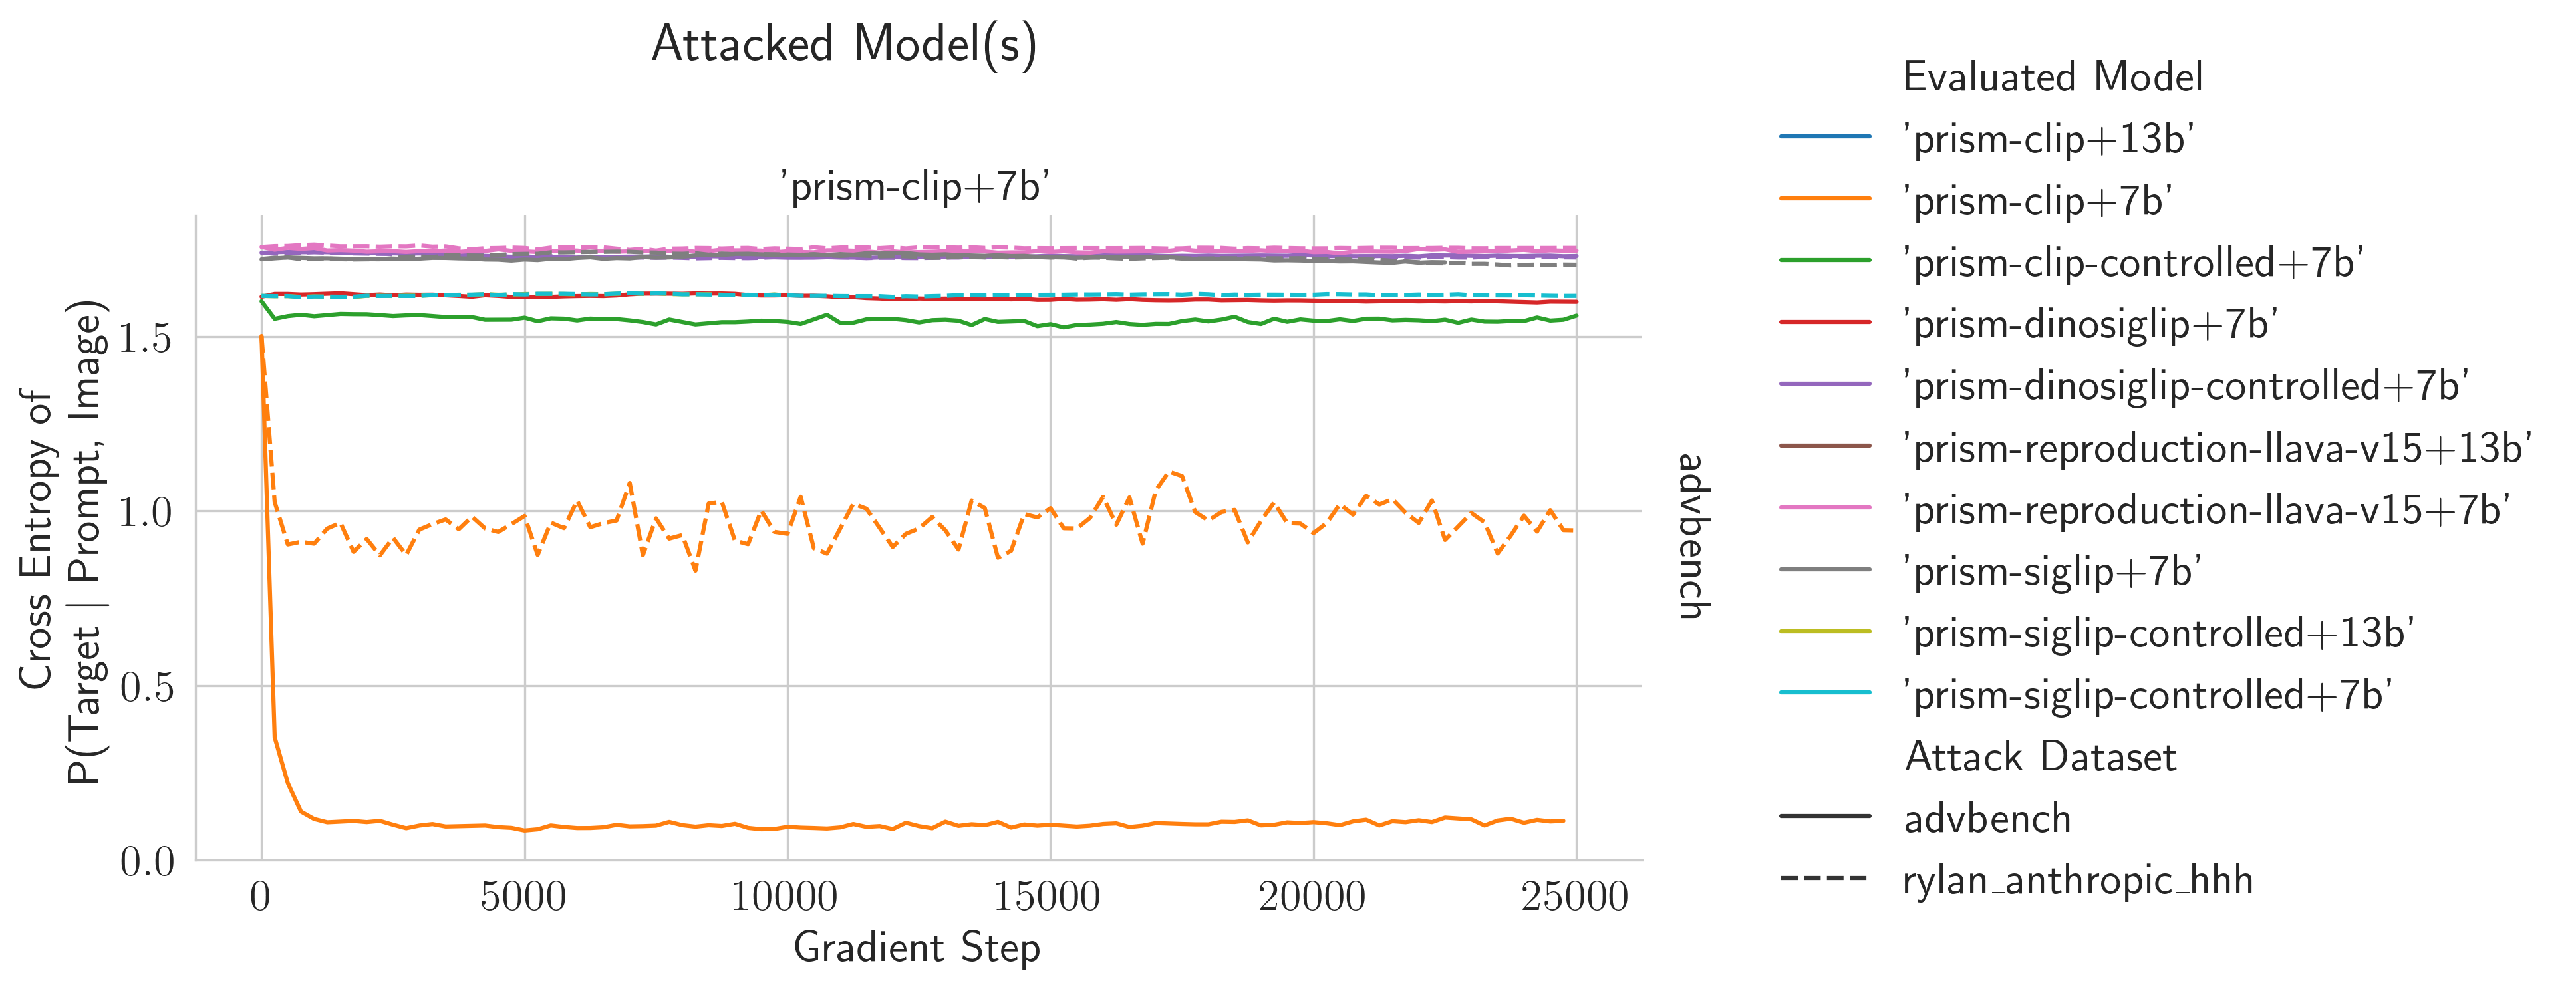 Attacked Model(s)
'prism-clip+7b'
Cross Entropy of
P(Target | Prompt, Image)
1.5
1.0
0.5
0.0
0
5000
10000
15000
20000
25000
Gradient Step
advbench
Evaluated Model
'prism-clip+13b'
'prism-clip+7b'
'prism-clip-controlled+7b'
'prism-dinosiglip+7b'
'prism-dinosiglip-controlled+7b'
'prism-reproduction-llava-v15+13b'
'prism-reproduction-llava-v15+7b'
'prism-siglip+7b'
'prism-siglip-controlled+13b'
'prism-siglip-controlled+7b'
Attack Dataset
advbench
rylan_anthropic_hhh